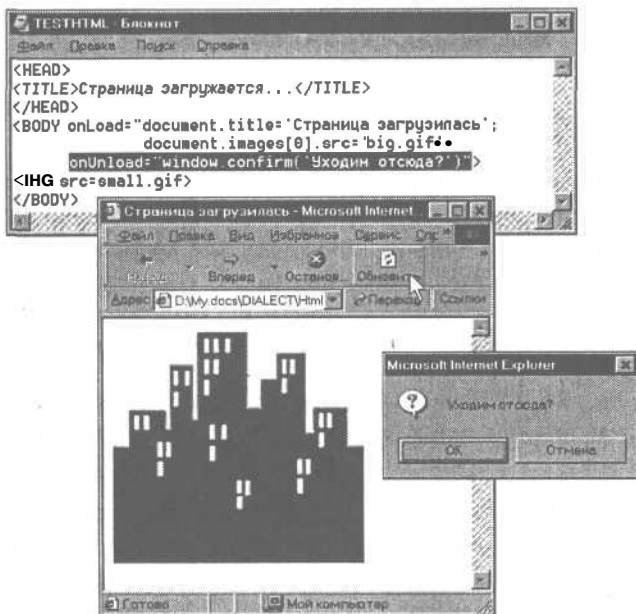 TESTHTML - Блокнот
Файл Правка Поиск Справка
<HEAD>
<TITLE>Страница загружается...</TITLE>
</HEAD>
<BODY onLoad="document.title='Страница загрузилась';
document.images[0].src='big.gif••
onUnload="window.confirm('Уходим отсюда?')">
<IHG src=small.gif>
</BODY>
Страница загрузилась - Microsoft Internet...
Файл Правка Вид Избранное Сервис Спр »
Вперед Останов... Обновить »
Адрес D:\My docs\DIALECT\Html Переход Ссылки
Microsoft Internet Explorer
Уходим отсюда?
OK Отмена
Готово Мой компьютер